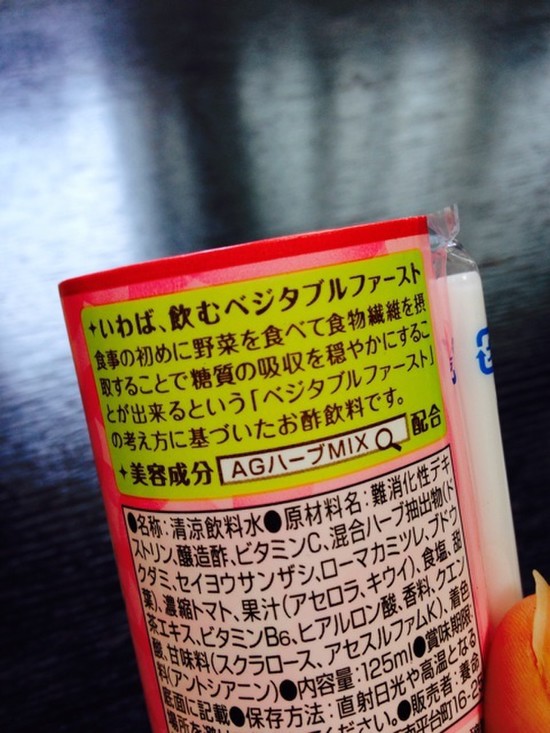 いわば、飲むベジタブルファースト
食事の初めに野菜を食べて食物繊維を摂
取することで糖質の吸収を穏やかにするこ
とが出来るという「ベジタブルファースト」
の考え方に基づいたお酢飲料です。
美容成分 AGハーブMIX 配合
●名称:清涼飲料水●原材料名:難消化性デキ
ストリン、醸造酢、ビタミンC、混合ハーブ抽出物(ド
クダミ、セイヨウサンザシ、ローマカミツレ、ブドウ
葉)、濃縮トマト、果汁(アセロラ、キウイ)、食塩、甜
茶エキス、ビタミンB6、ヒアルロン酸、香料、クエン
酸、甘味料(スクラロース、アセスルファムK)、着色
料(アントシアニン)●内容量:125ml●賞味期限:
底面に記載●保存方法:直射日光や高温となる
場所を ください。●販売者:養命
平台16-25